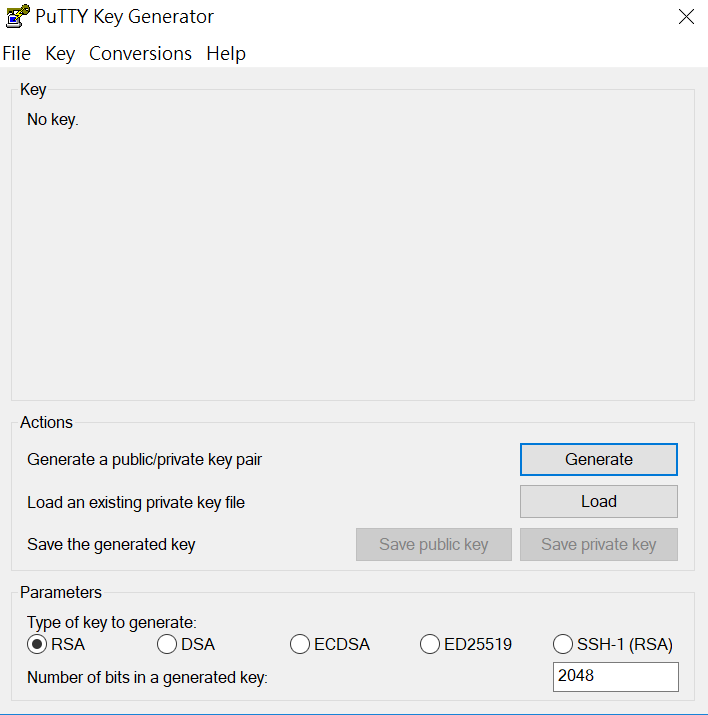 PuTTY Key Generator
File Key Conversions Help
Key
No key.
Actions
Generate a public/private key pair Generate
Load an existing private key file Load
Save the generated key Save public key Save private key
Parameters
Type of key to generate:
RSA DSA ECDSA ED25519 SSH-1 (RSA)
Number of bits in a generated key: 2048